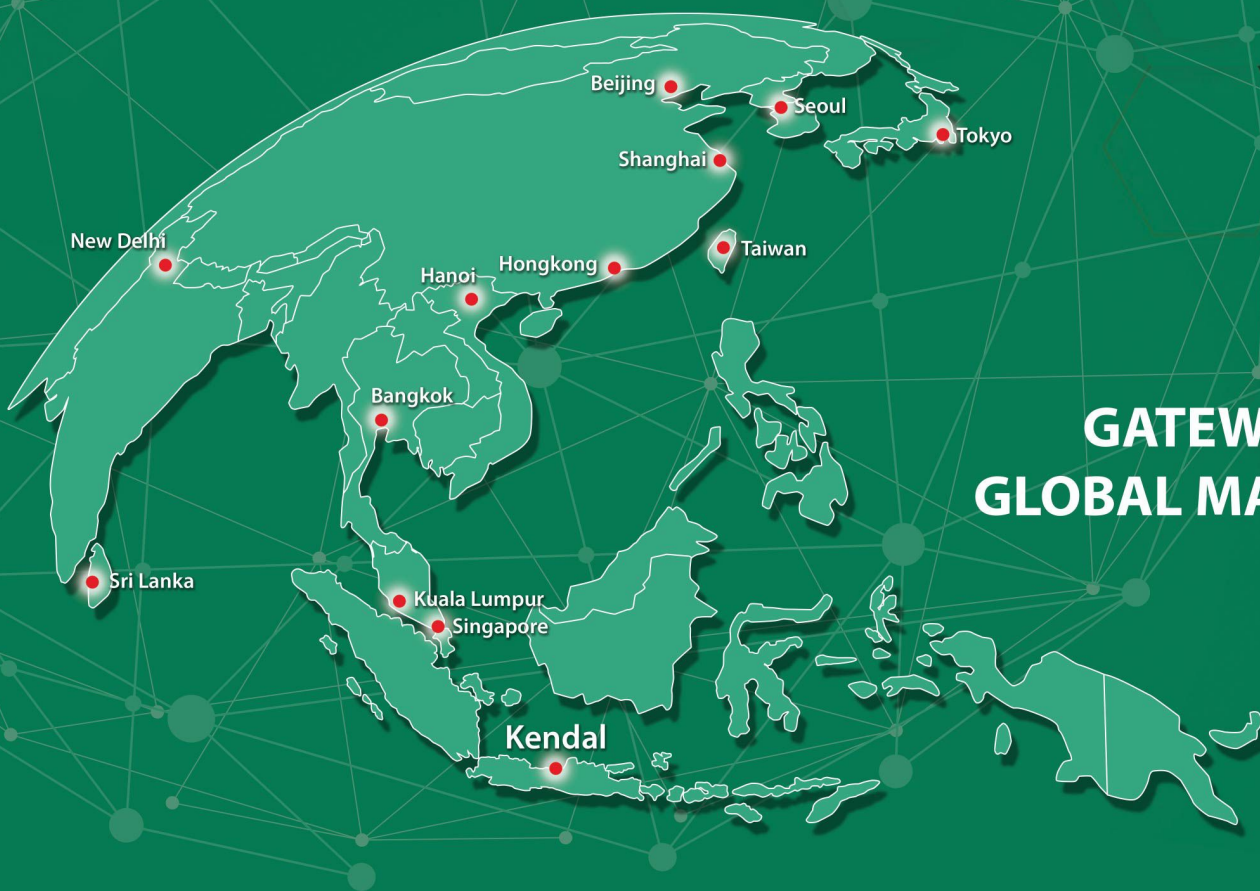 Beijing
Seoul
Tokyo
Shanghai
New Delhi
Taiwan
Hongkong
Hanoi
Bangkok
GATEW
GLOBAL MA
Sri Lanka
Kuala Lumpur
Singapore
Kendal